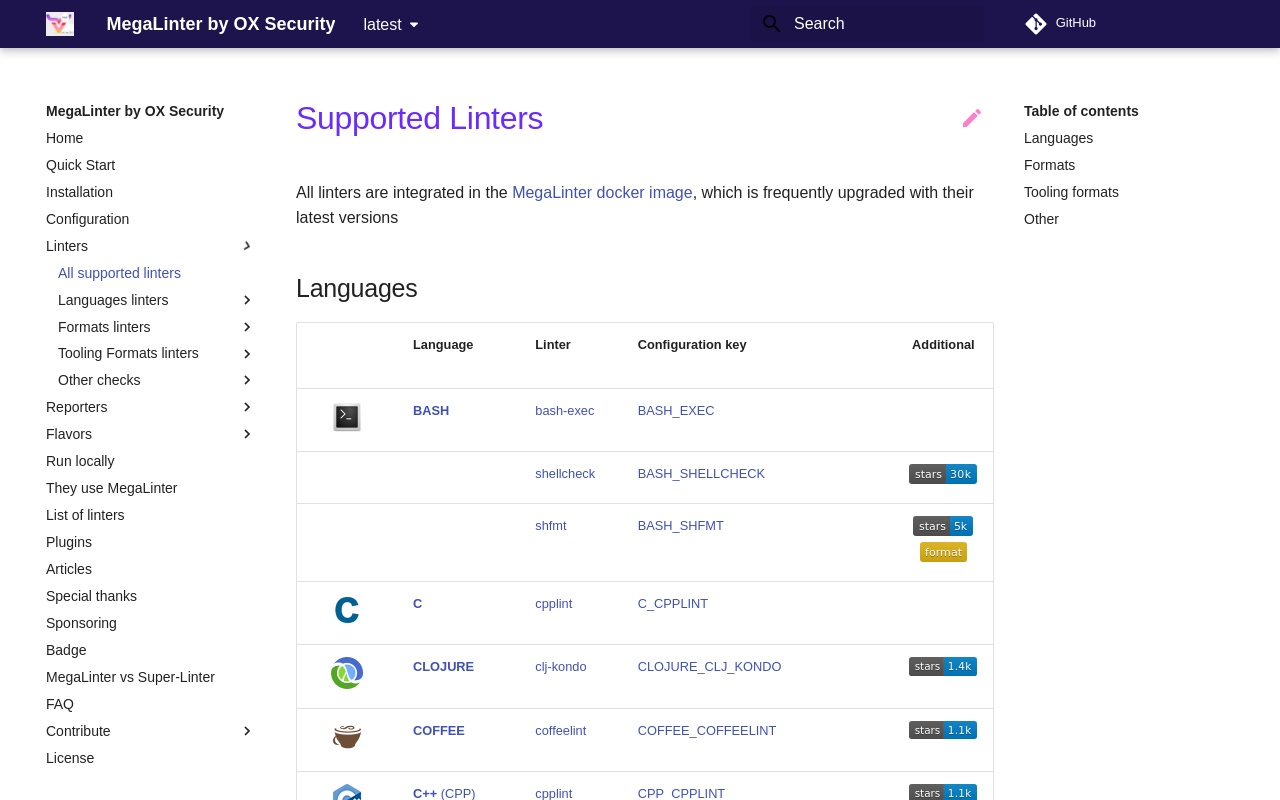 MegaLinter by OX Security
latest
Search
GitHub
MegaLinter by OX Security
Home
Quick Start
Installation
Configuration
Linters
All supported linters
Languages linters
Formats linters
Tooling Formats linters
Other checks
Reporters
Flavors
Run locally
They use MegaLinter
List of linters
Plugins
Articles
Special thanks
Sponsoring
Badge
MegaLinter vs Super-Linter
FAQ
Contribute
License
Supported Linters
All linters are integrated in the MegaLinter docker image, which is frequently upgraded with their
latest versions
Languages
Language Linter Configuration key Additional
BASH bash-exec BASH_EXEC
shellcheck BASH_SHELLCHECK stars 30k
shfmt BASH_SHFMT stars 5k
format
C cpplint C_CPPLINT
CLOJURE clj-kondo CLOJURE_CLJ_KONDO stars 1.4k
COFFEE coffeelint COFFEE_COFFEELINT stars 1.1k
C++ (CPP) cpplint CPP_CPPLINT stars 1.1k
Table of contents
Languages
Formats
Tooling formats
Other